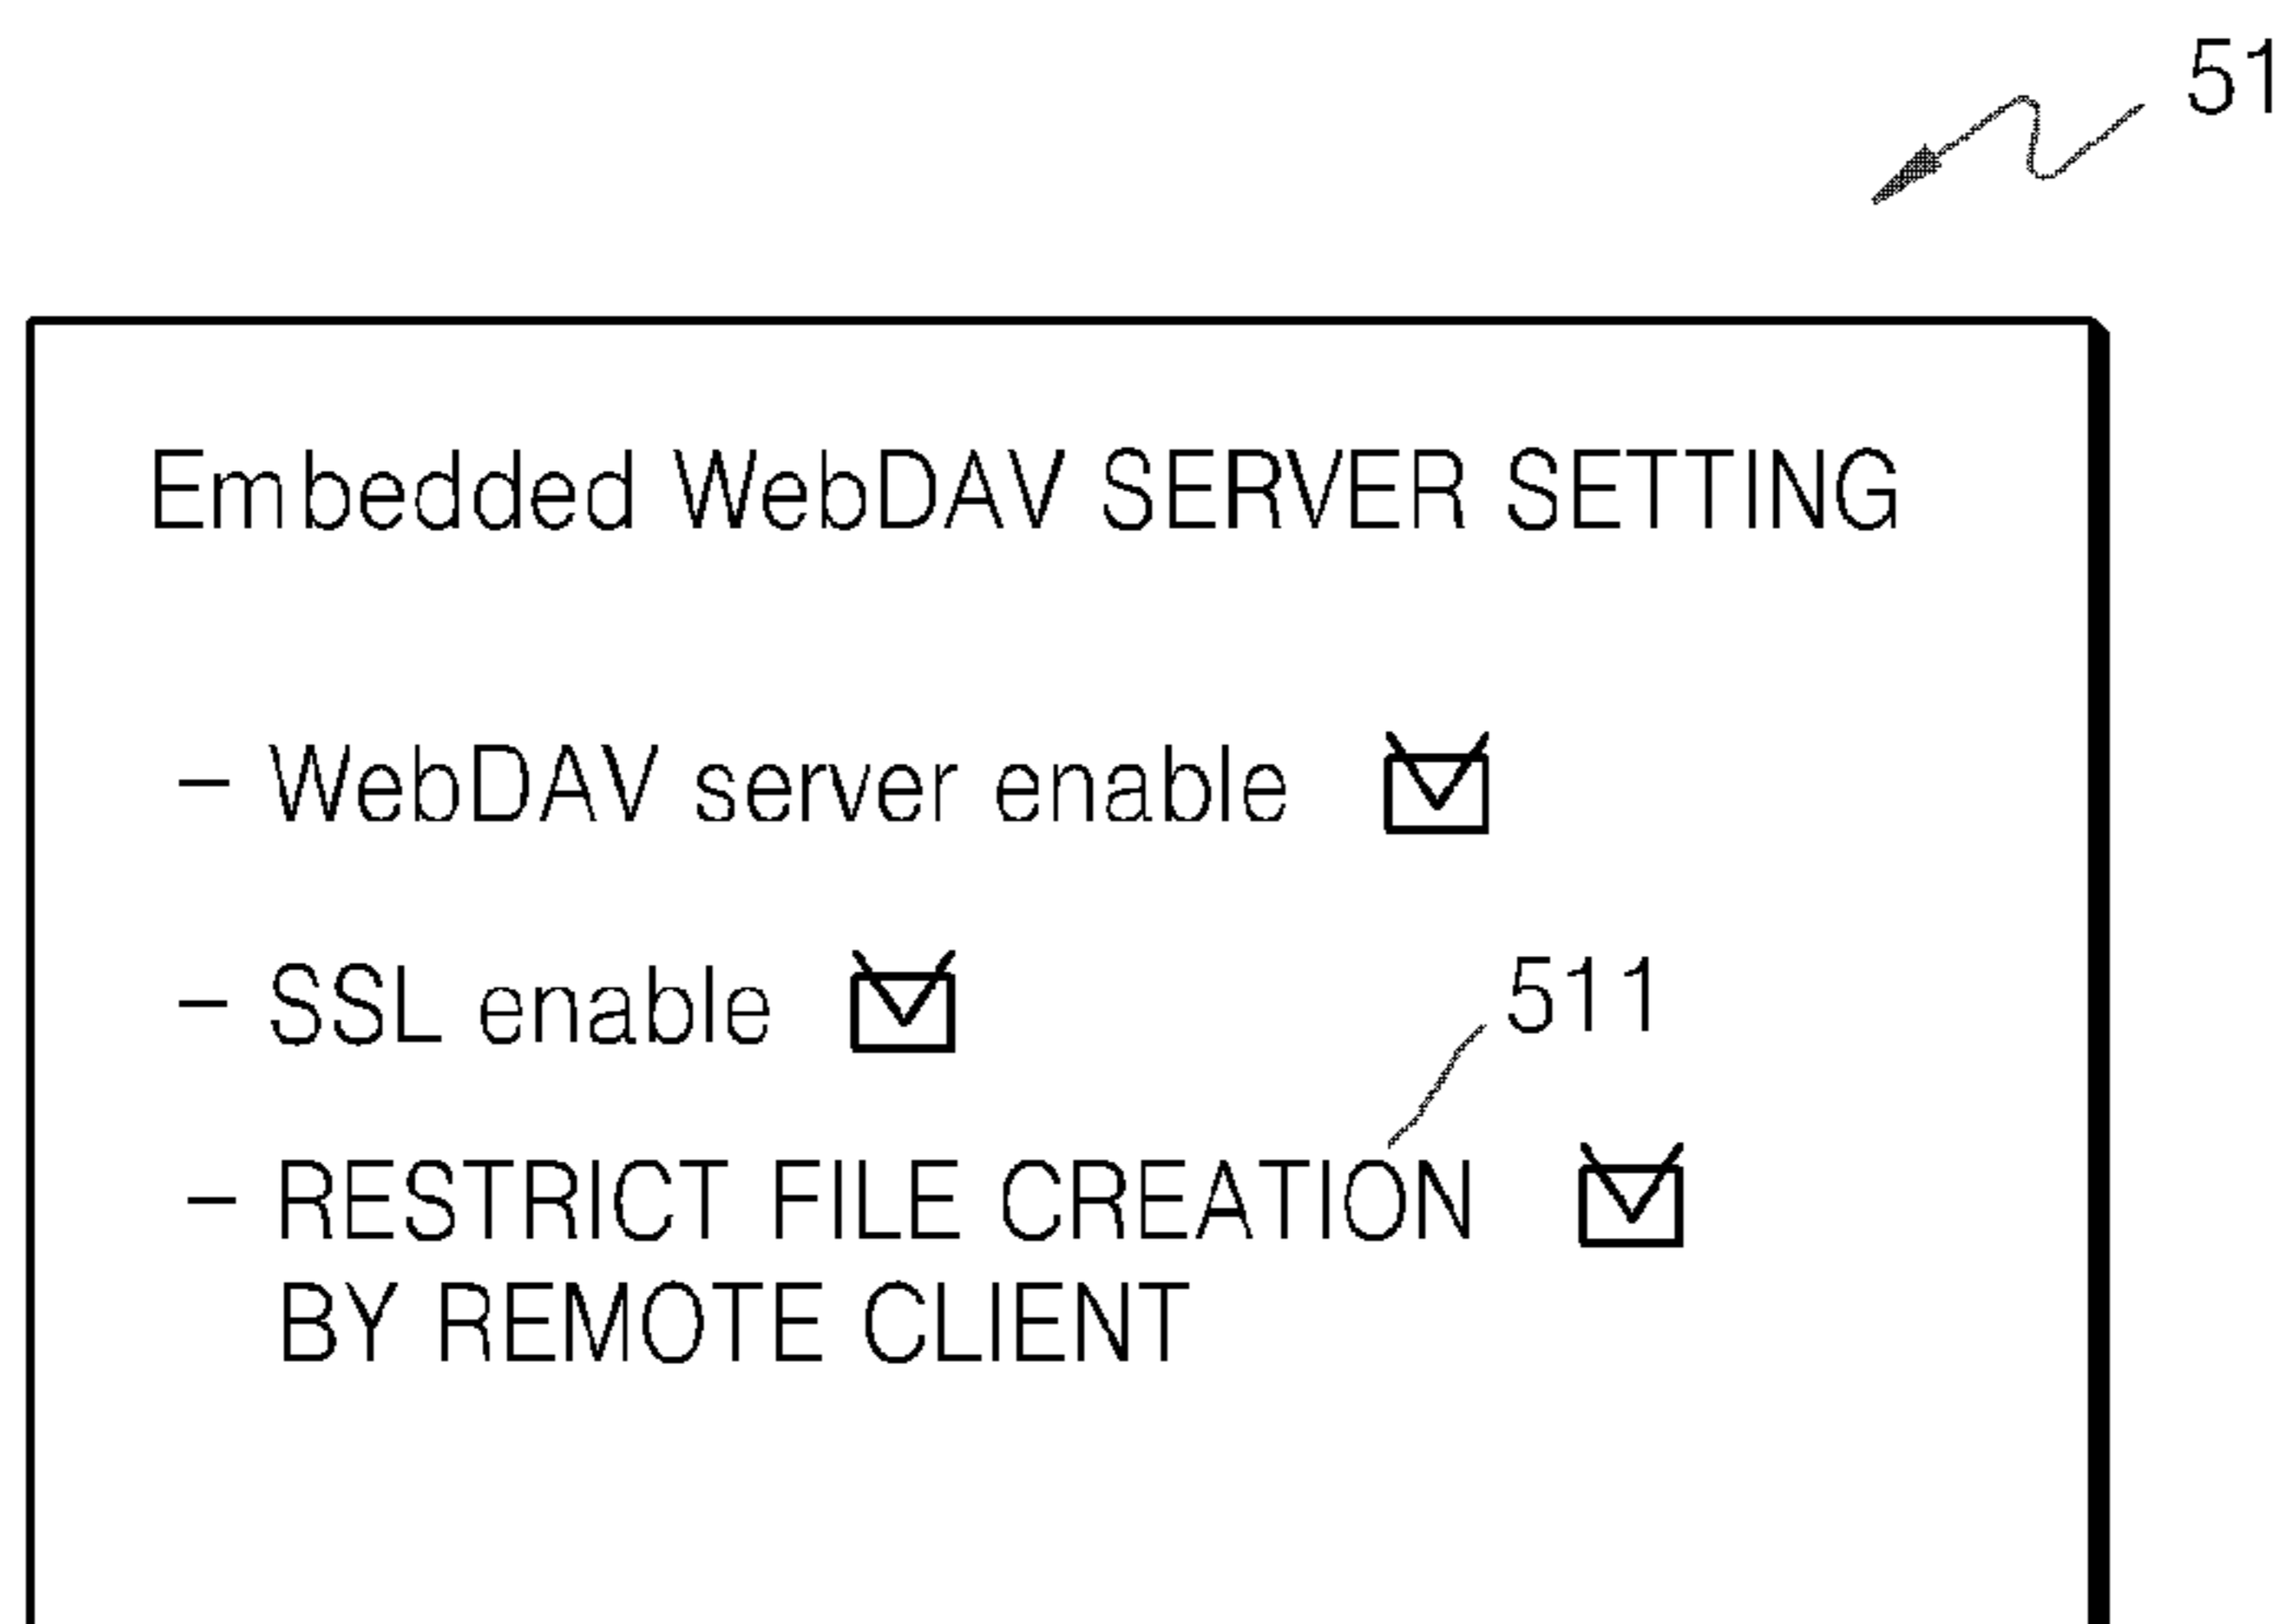 51
Embedded WebDAV SERVER SETTING
– WebDAV server enable
– SSL enable
511
– RESTRICT FILE CREATION
BY REMOTE CLIENT